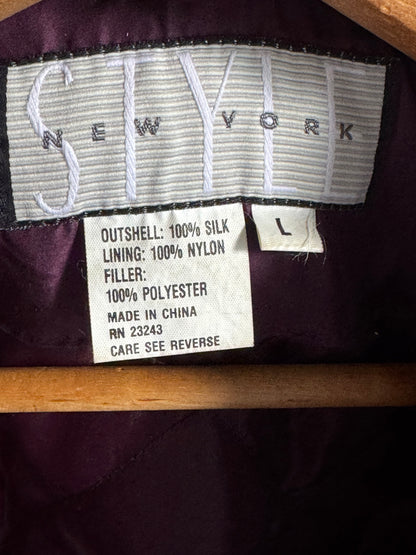 STYLE
NEW YORK
L
OUTSHELL: 100% SILK
LINING: 100% NYLON
FILLER:
100% POLYESTER
MADE IN CHINA
RN 23243
CARE SEE REVERSE